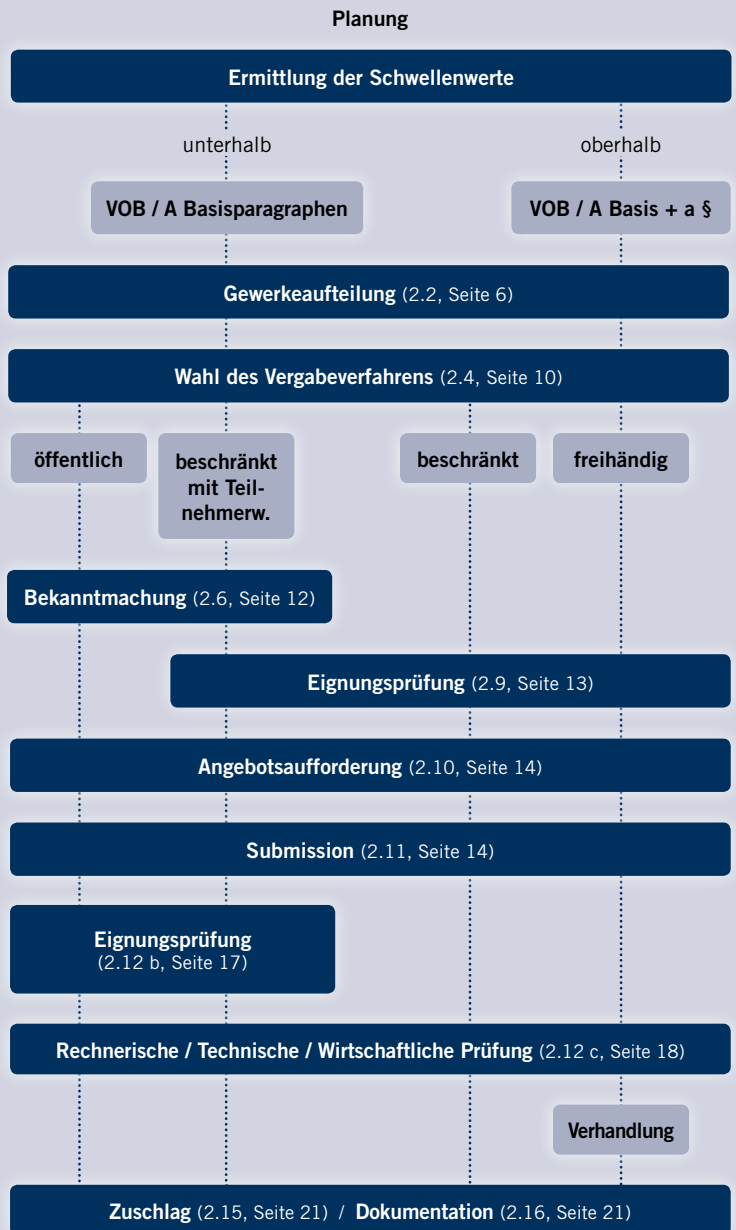 Planung
Ermittlung der Schwellenwerte
unterhalb
oberhalb
VOB / A Basisparagraphen
VOB / A Basis + a §
Gewerkeaufteilung (2.2, Seite 6)
Wahl des Vergabeverfahrens (2.4, Seite 10)
öffentlich
beschränkt
mit Teil-
nehmerw.
beschränkt
freihändig
Bekanntmachung (2.6, Seite 12)
Eignungsprüfung (2.9, Seite 13)
Angebotsaufforderung (2.10, Seite 14)
Submission (2.11, Seite 14)
Eignungsprüfung
(2.12 b, Seite 17)
Rechnerische / Technische / Wirtschaftliche Prüfung (2.12 c, Seite 18)
Verhandlung
Zuschlag (2.15, Seite 21) / Dokumentation (2.16, Seite 21)